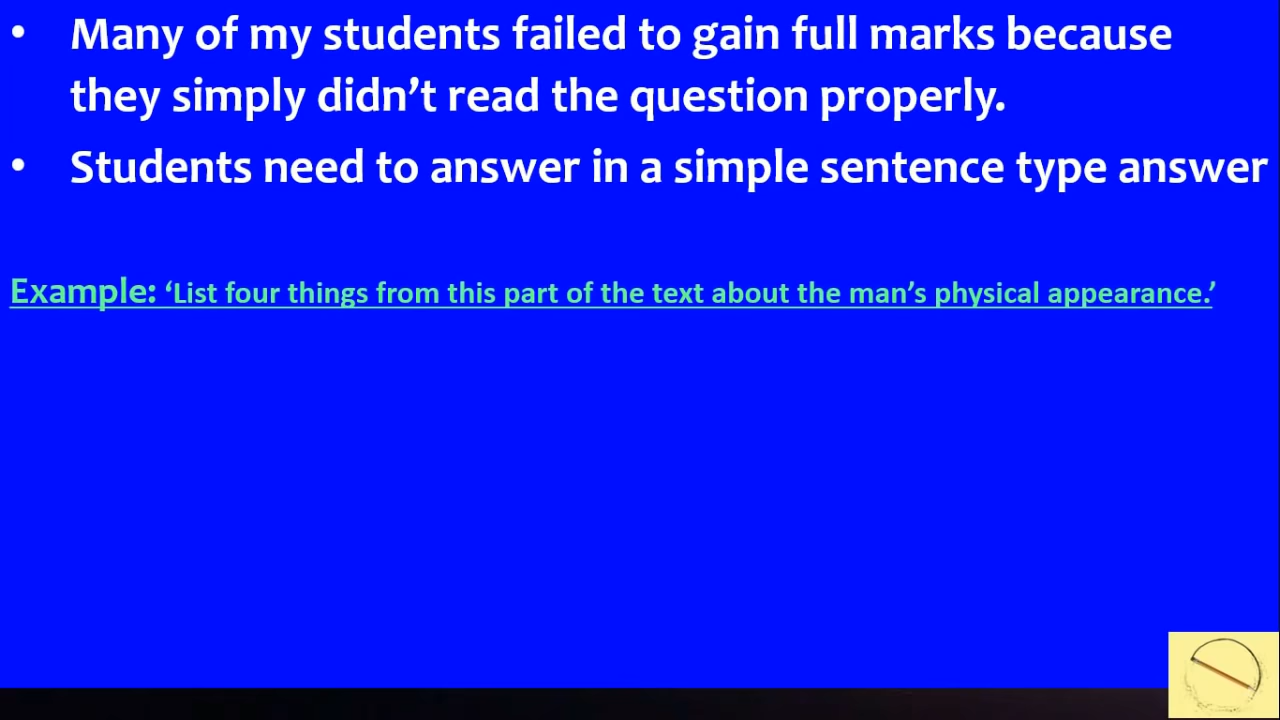 • Many of my students failed to gain full marks because
they simply didn’t read the question properly.
• Students need to answer in a simple sentence type answer
Example: ‘List four things from this part of the text about the man’s physical appearance.’